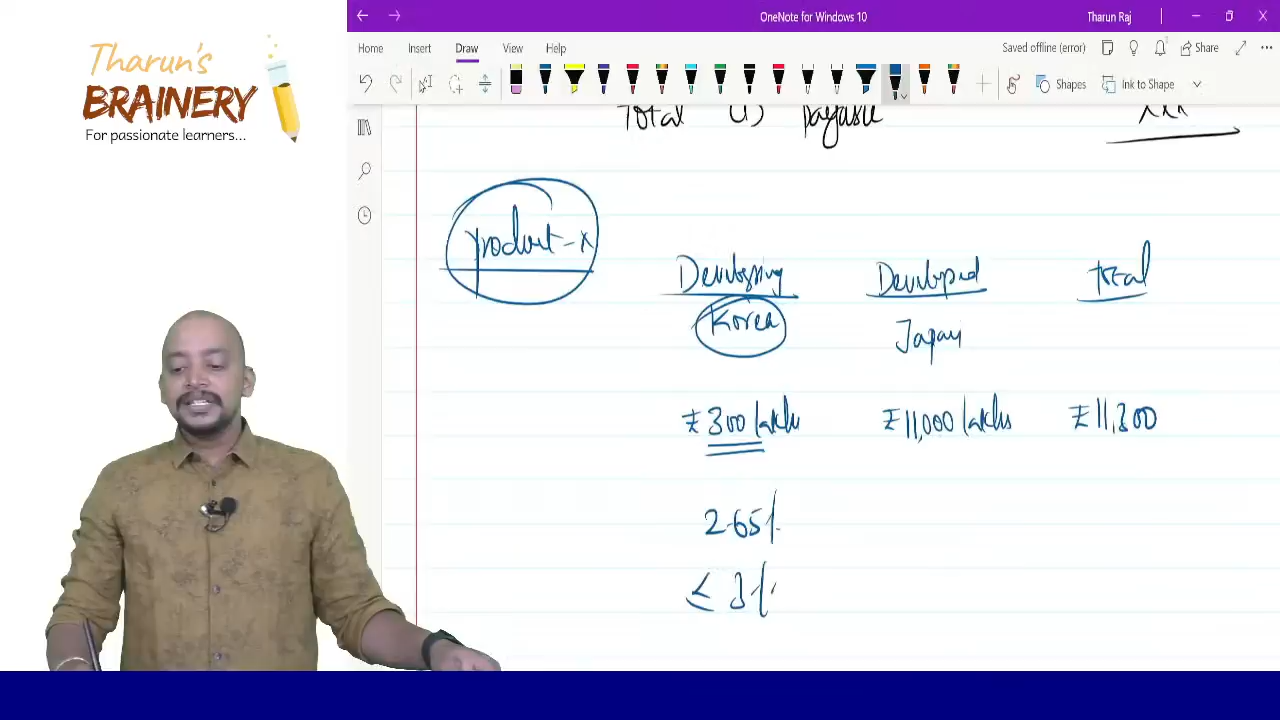 Tharun's
BRAINERY
For passionate learners...
OneNote for Windows 10
Tharun Raj
Home Insert Draw View Help
Saved offline (error)
Share
Shapes
Ink to Shape
Total payable xxx
product-x
Developing Developed total
Korea Japan
₹300 lakhs ₹11,000 lakhs ₹11,300
2.65%
≤ 3%